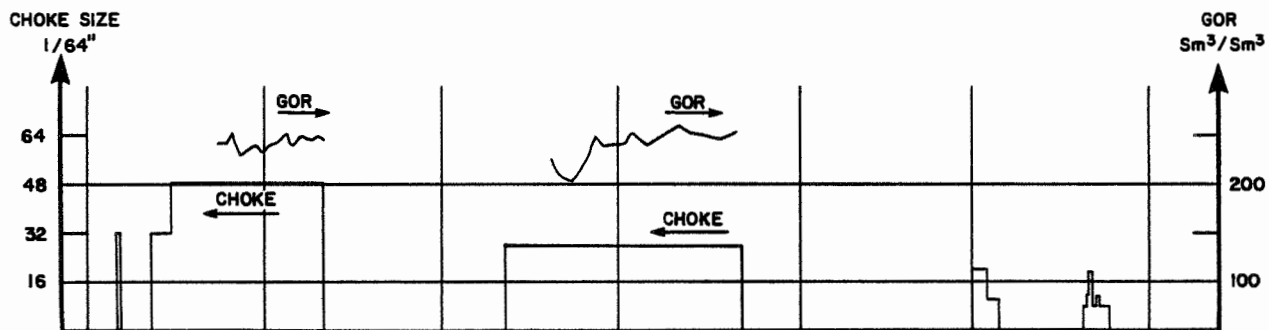 CHOKE SIZE
1/64"
GOR
Sm³/Sm³
GOR
GOR
64
48
200
CHOKE
CHOKE
32
16
100